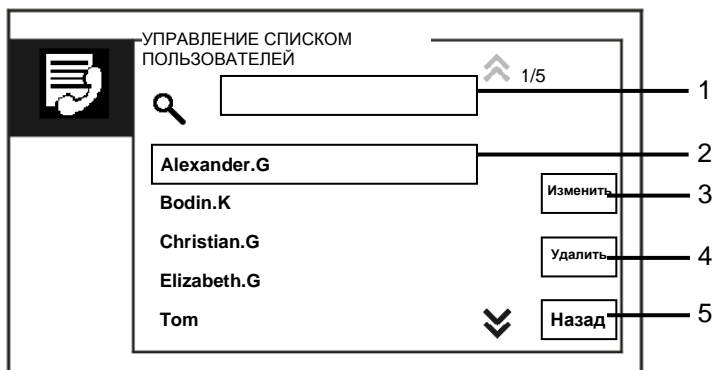 УПРАВЛЕНИЕ СПИСКОМ
ПОЛЬЗОВАТЕЛЕЙ
1/5
1
Alexander.G
2
Bodin.K
Изменить
3
Christian.G
Удалить
4
Elizabeth.G
Tom
Назад
5